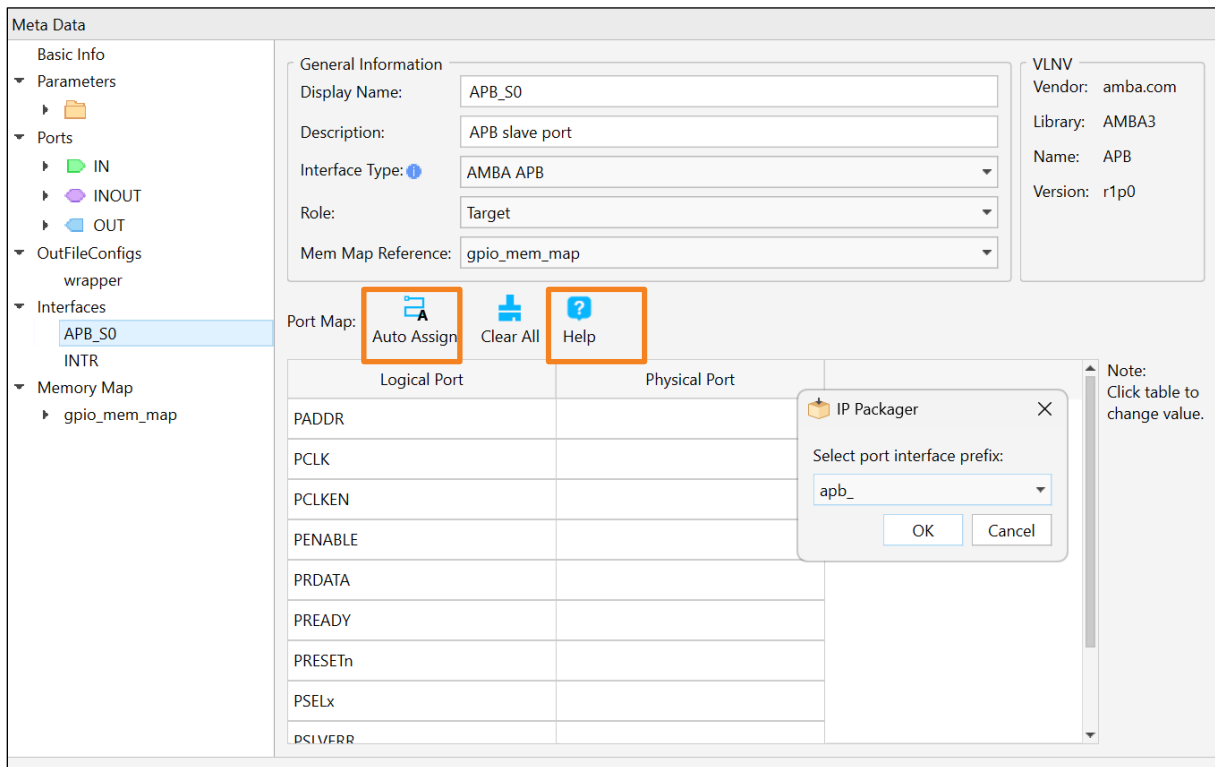 Meta Data
Basic Info
Parameters
Ports
IN
INOUT
OUT
OutFileConfigs
wrapper
Interfaces
APB_S0
INTR
Memory Map
gpio_mem_map
General Information
Display Name: APB_S0
Description: APB slave port
Interface Type: AMBA APB
Role: Target
Mem Map Reference: gpio_mem_map
VLNV
Vendor: amba.com
Library: AMBA3
Name: APB
Version: r1p0
Port Map: Auto Assign Clear All Help
Logical Port Physical Port
PADDR
PCLK
PCLKEN
PENABLE
PRDATA
PREADY
PRESETn
PSELx
PSLVERR
IP Packager
Select port interface prefix:
apb_
OK Cancel
Note:
Click table to
change value.